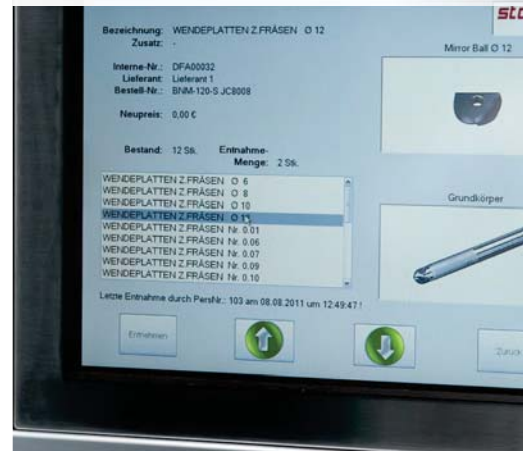 Bezeichnung: WENDEPLATTEN Z.FRÄSEN Ø 12
Zusatz: -
Interne-Nr.: DFA00032
Lieferant: Lieferant 1
Bestell-Nr.: BNM-120-S JC8008
Neupreis: 0,00 €
Bestand: 12 Stk. Entnahme-
Menge: 2 Stk.
WENDEPLATTEN Z.FRÄSEN Ø 6
WENDEPLATTEN Z.FRÄSEN Ø 8
WENDEPLATTEN Z.FRÄSEN Ø 10
WENDEPLATTEN Z.FRÄSEN Ø 12
WENDEPLATTEN Z.FRÄSEN Nr. 0.01
WENDEPLATTEN Z.FRÄSEN Nr. 0.06
WENDEPLATTEN Z.FRÄSEN Nr. 0.07
WENDEPLATTEN Z.FRÄSEN Nr. 0.09
WENDEPLATTEN Z.FRÄSEN Nr. 0.10
Letzte Entnahme durch PersNr.: 103 am 08.08.2011 um 12:49:47 !
Entnehmen
Zurück
Mirror Ball Ø 12
Grundkörper